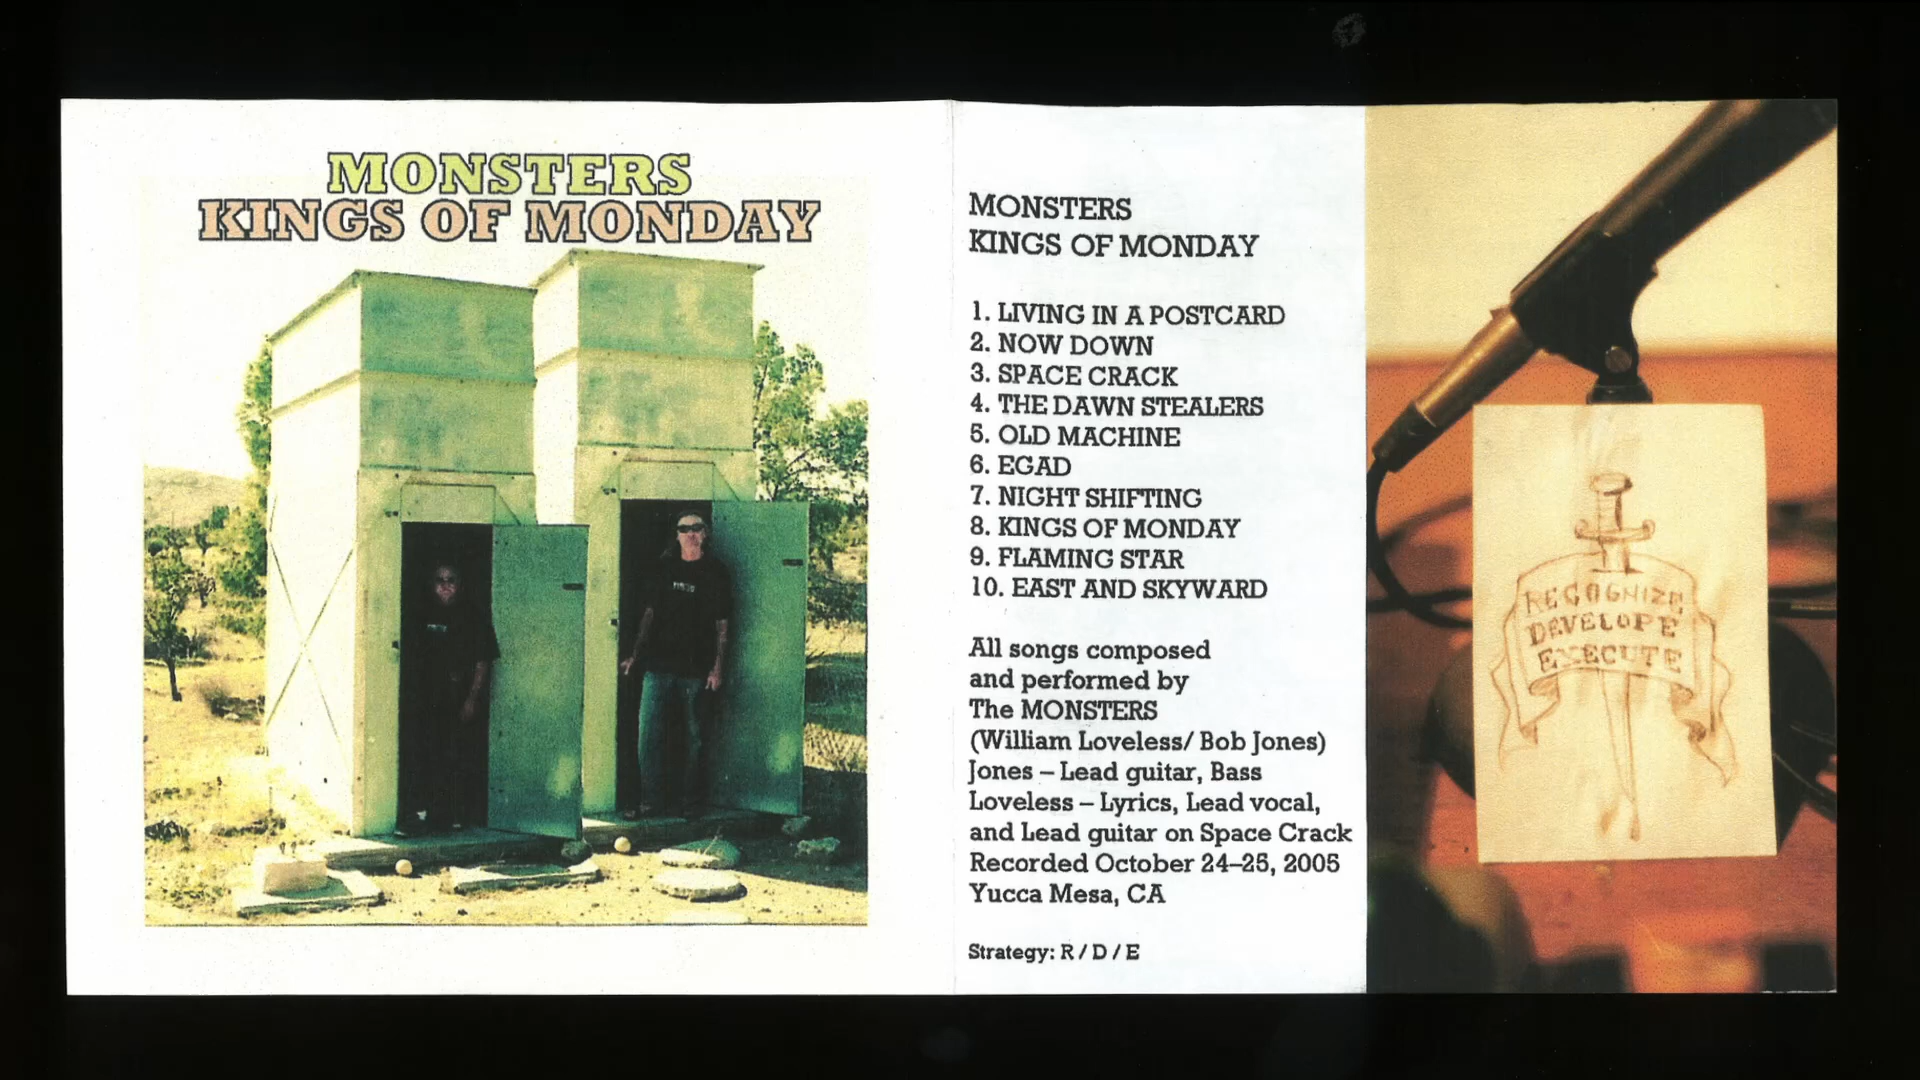 MONSTERS
KINGS OF MONDAY
MONSTERS
KINGS OF MONDAY
1. LIVING IN A POSTCARD
2. NOW DOWN
3. SPACE CRACK
4. THE DAWN STEALERS
5. OLD MACHINE
6. EGAD
7. NIGHT SHIFTING
8. KINGS OF MONDAY
9. FLAMING STAR
10. EAST AND SKYWARD
All songs composed
and performed by
The MONSTERS
(William Loveless/ Bob Jones)
Jones – Lead guitar, Bass
Loveless – Lyrics, Lead vocal,
and Lead guitar on Space Crack
Recorded October 24–25, 2005
Yucca Mesa, CA
Strategy: R / D / E
RECOGNIZE
DEVELOPE
EXECUTE